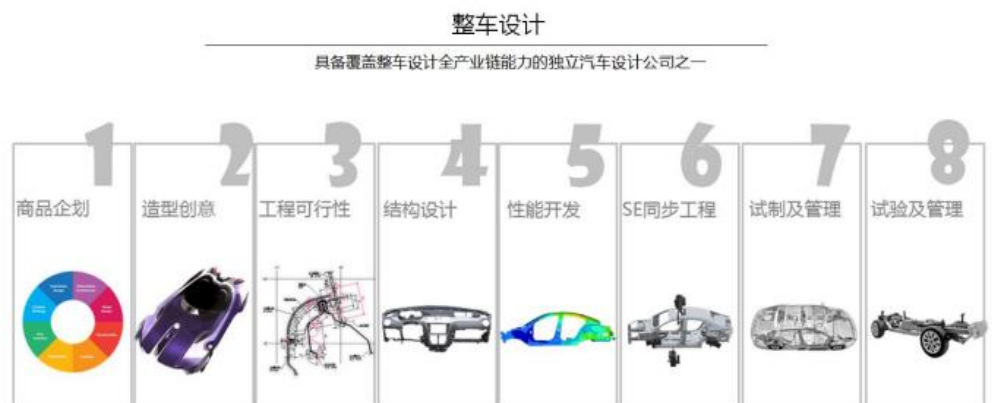 整车设计
具备覆盖整车设计全产业链能力的独立汽车设计公司之一
1
商品企划
2
造型创意
3
工程可行性
4
结构设计
5
性能开发
6
SE同步工程
7
试制及管理
8
试验及管理